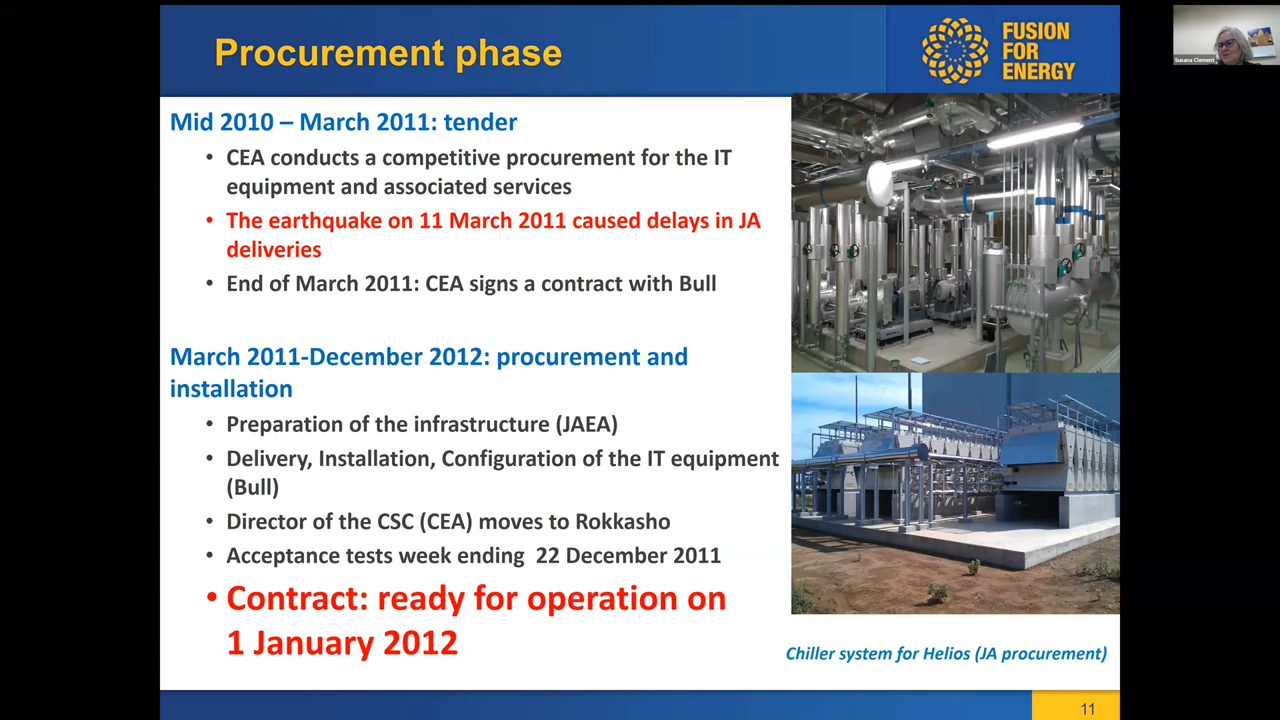 Procurement phase
FUSION
FOR
ENERGY
Susana Clement
Mid 2010 – March 2011: tender
• CEA conducts a competitive procurement for the IT
equipment and associated services
• The earthquake on 11 March 2011 caused delays in JA
deliveries
• End of March 2011: CEA signs a contract with Bull
March 2011-December 2012: procurement and
installation
• Preparation of the infrastructure (JAEA)
• Delivery, Installation, Configuration of the IT equipment
(Bull)
• Director of the CSC (CEA) moves to Rokkasho
• Acceptance tests week ending 22 December 2011
• Contract: ready for operation on
1 January 2012
Chiller system for Helios (JA procurement)
11